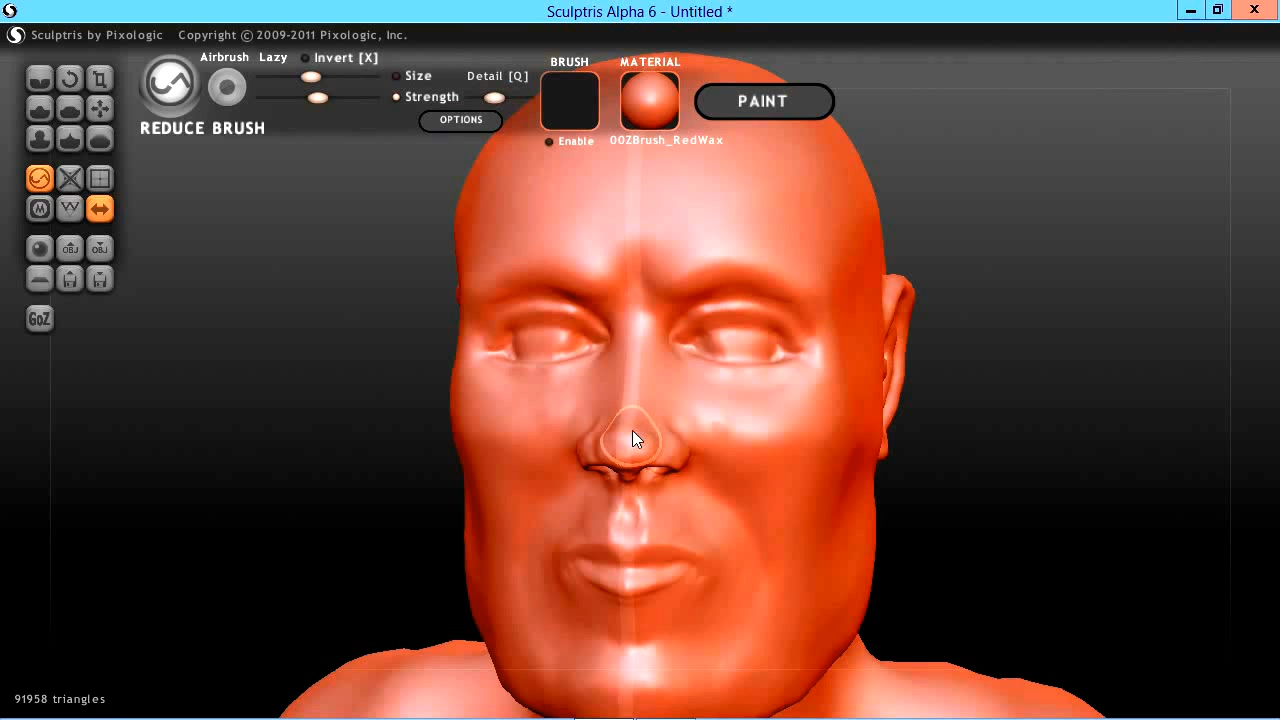 Sculptris Alpha 6 - Untitled *
Sculptris by Pixologic Copyright © 2009-2011 Pixologic, Inc.
Airbrush Lazy Invert [X]
Size Detail [Q]
Strength
OPTIONS
REDUCE BRUSH
BRUSH
Enable
MATERIAL
00ZBrush_RedWax
PAINT
OBJ OBJ
GoZ
91958 triangles